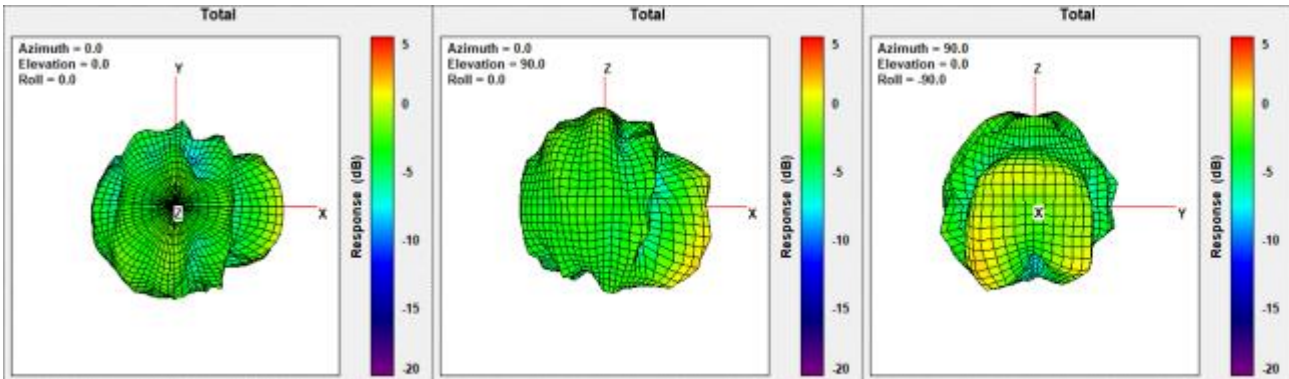 Total
Azimuth = 0.0
Elevation = 0.0
Roll = 0.0
Y
Z
X
5
0
-5
-10
-15
-20
Response (dB)
Total
Azimuth = 0.0
Elevation = 90.0
Roll = 0.0
Z
X
5
0
-5
-10
-15
-20
Response (dB)
Total
Azimuth = 90.0
Elevation = 0.0
Roll = -90.0
Z
X
Y
5
0
-5
-10
-15
-20
Response (dB)